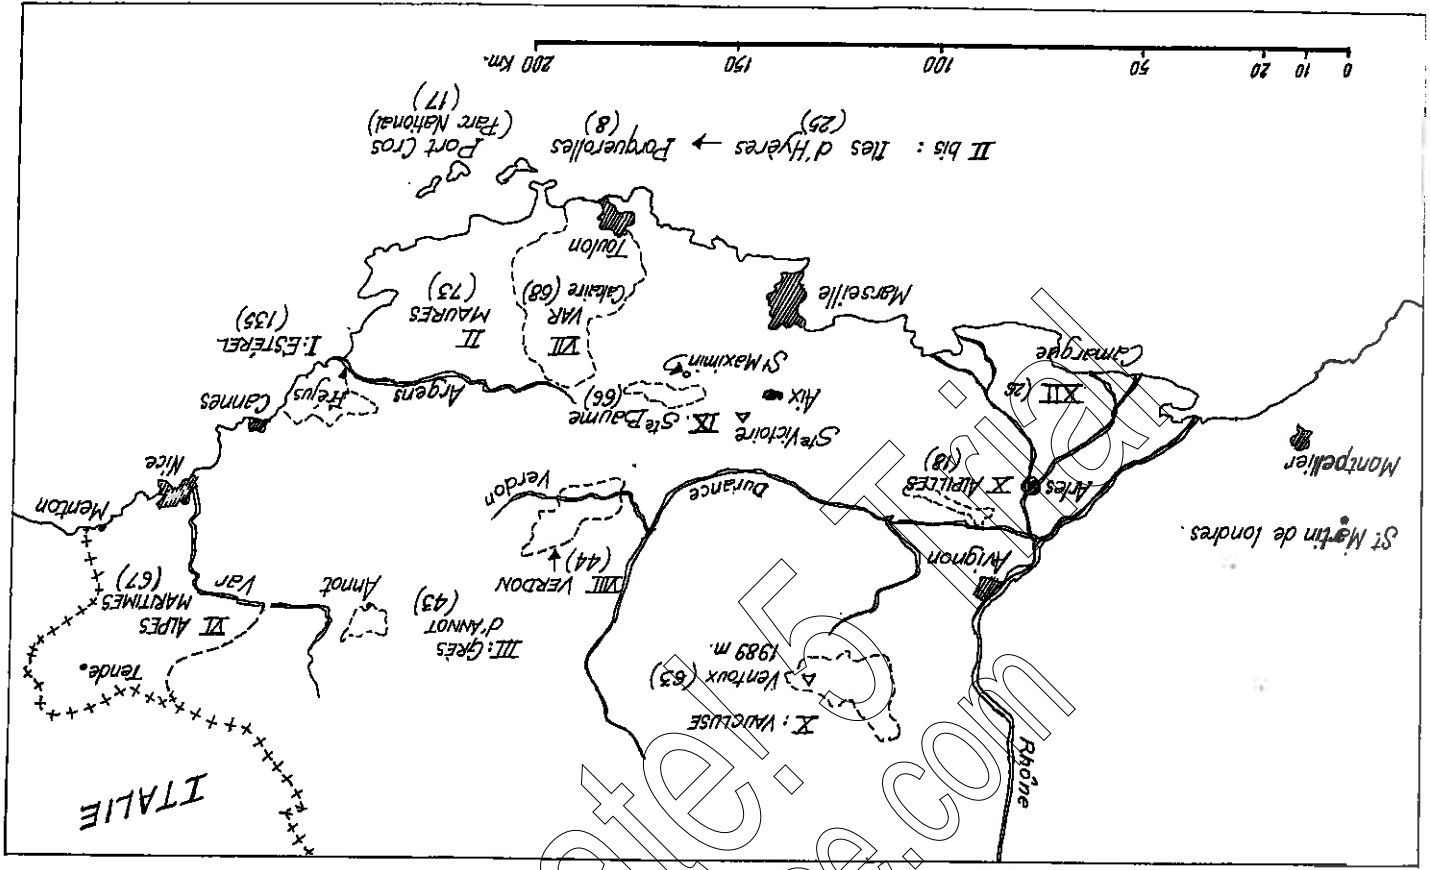 ITALIE
Rhône
X : VAUCLUSE
Ventoux (63)
1989 m.
Tende
III: GRÈS
d'ANNOT
(43)
VI ALPES
MARITIMES
(67)
Avignon
VIII VERDON
(44)
Annot
Var
St Martin de londres.
Menton
Arles
X ALPILLES
(18)
Durance
Verdon
Nice
Montpellier
Ste Victoire
IX Ste BAUME
(66)
Aix
St Maximin
Argens
Fréjus
Cannes
XII (26)
Camargue
I: ESTÉREL
(135)
Marseille
VII
VAR
Calcaire (68)
II
MAURES
(73)
Toulon
II bis : Iles d'Hyères → Porquerolles
(25)
(8)
Port Cros
(Parc National)
(17)
0 10 20 50 100 150 200 Km.
ate! 5 Trial
e.com